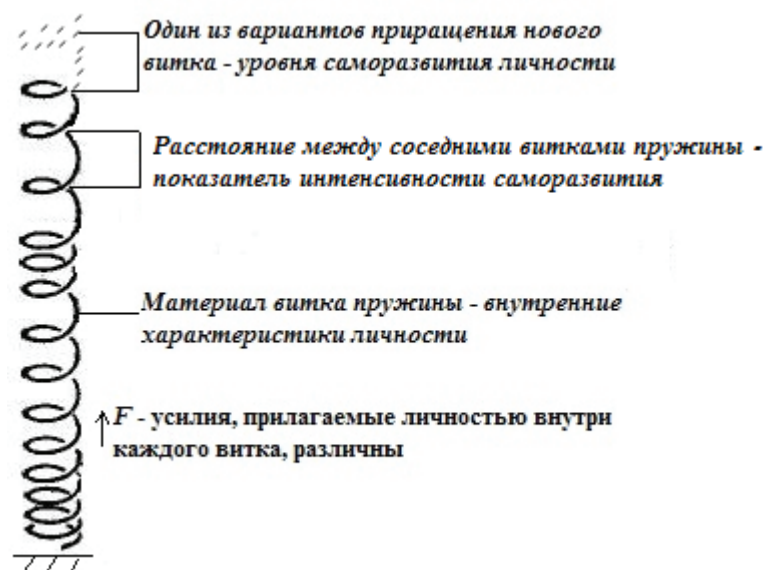 Один из вариантов приращения нового
витка - уровня саморазвития личности
Расстояние между соседними витками пружины -
показатель интенсивности саморазвития
Материал витка пружины - внутренние
характеристики личности
F - усилия, прилагаемые личностью внутри
каждого витка, различны